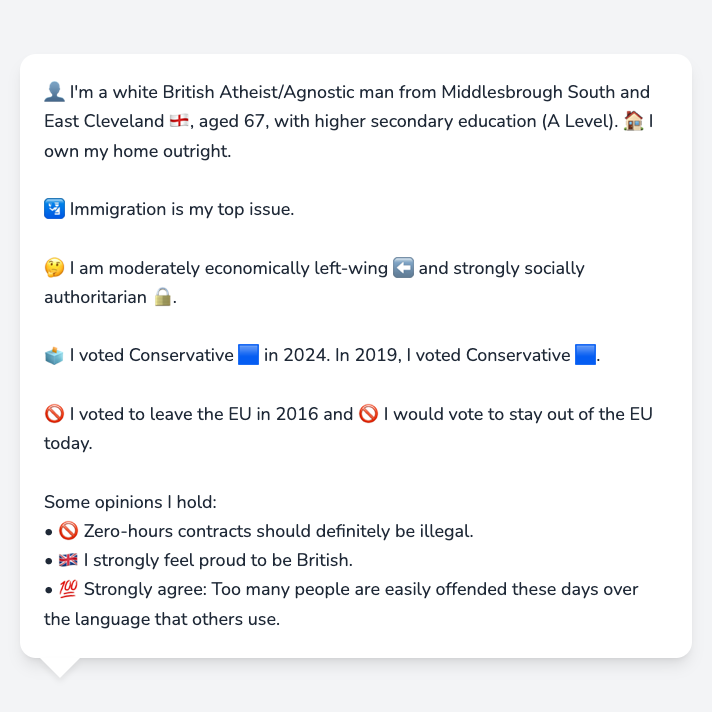 👤 I'm a white British Atheist/Agnostic man from Middlesbrough South and
East Cleveland 🏴󠁧󠁢󠁥󠁮󠁧󠁿, aged 67, with higher secondary education (A Level). 🏠 I
own my home outright.
🛂 Immigration is my top issue.
🤔 I am moderately economically left-wing ⬅️ and strongly socially
authoritarian 🔒.
🗳️ I voted Conservative 🟦 in 2024. In 2019, I voted Conservative 🟦.
🚫 I voted to leave the EU in 2016 and 🚫 I would vote to stay out of the EU
today.
Some opinions I hold:
• 🚫 Zero-hours contracts should definitely be illegal.
• 🇬🇧 I strongly feel proud to be British.
• 💯 Strongly agree: Too many people are easily offended these days over
the language that others use.